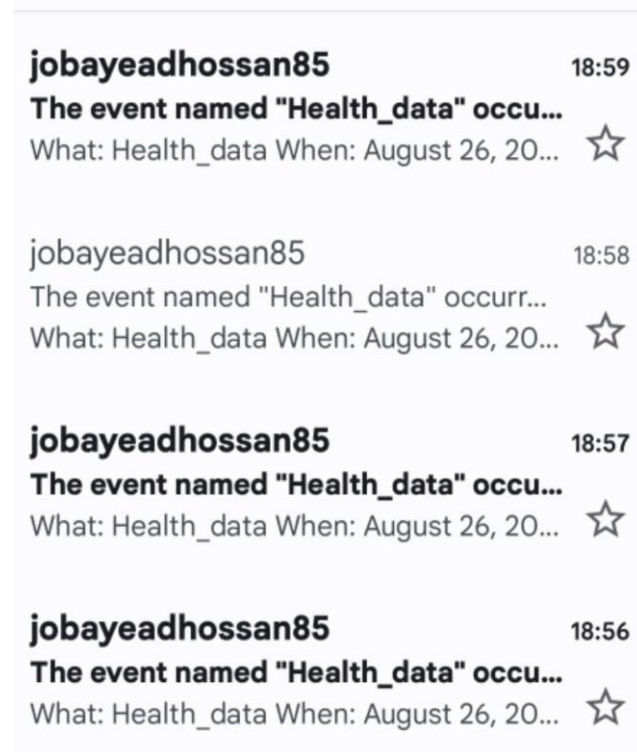 jobayeadhossan85 18:59
The event named "Health_data" occu...
What: Health_data When: August 26, 20...
jobayeadhossan85 18:58
The event named "Health_data" occurr...
What: Health_data When: August 26, 20...
jobayeadhossan85 18:57
The event named "Health_data" occu...
What: Health_data When: August 26, 20...
jobayeadhossan85 18:56
The event named "Health_data" occu...
What: Health_data When: August 26, 20...